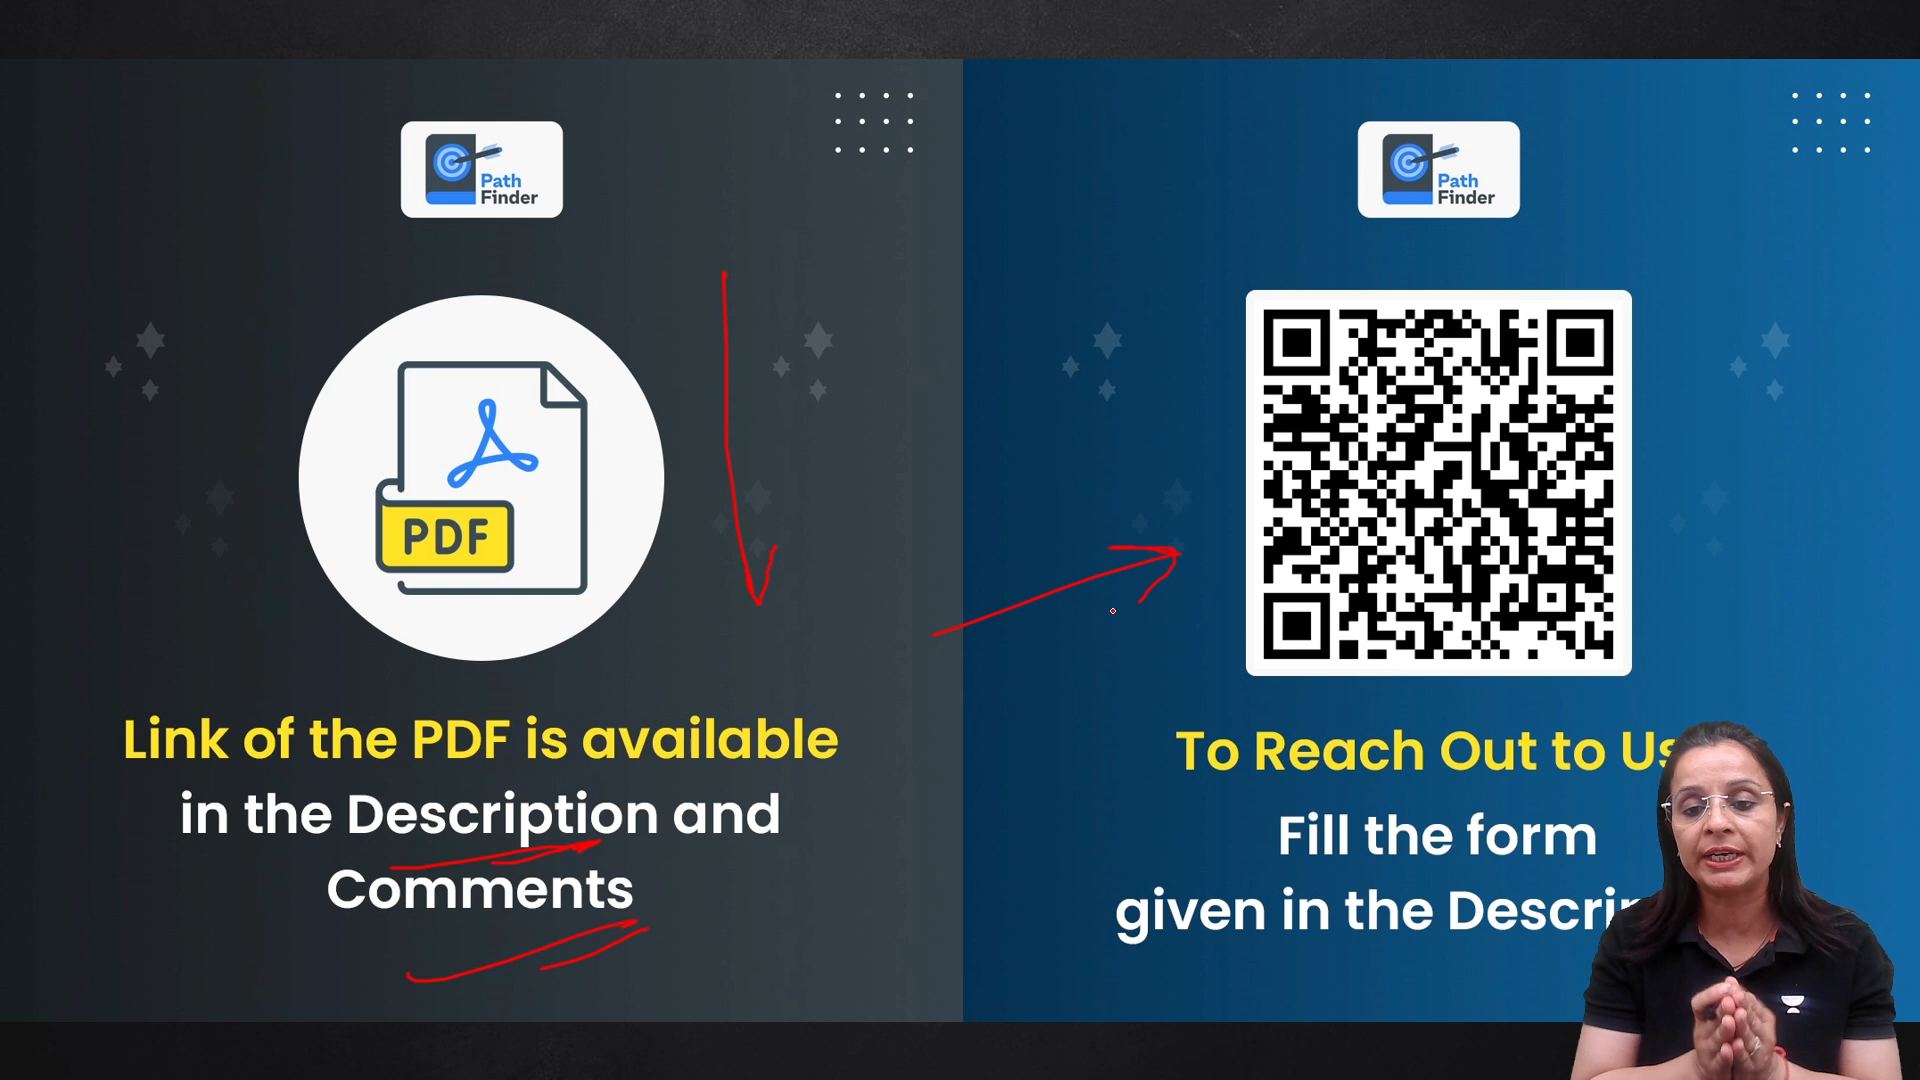 Path
Finder
PDF
Link of the PDF is available
in the Description and
Comments
Path
Finder
To Reach Out to Us
Fill the form
given in the